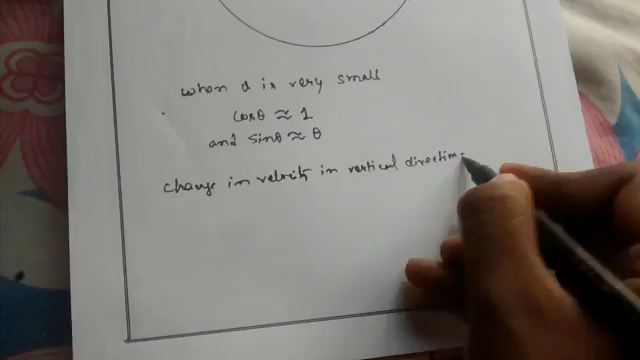 when d is very small
cosθ ≈ 1
and sinθ ≈ θ
change in velocity in vertical direction